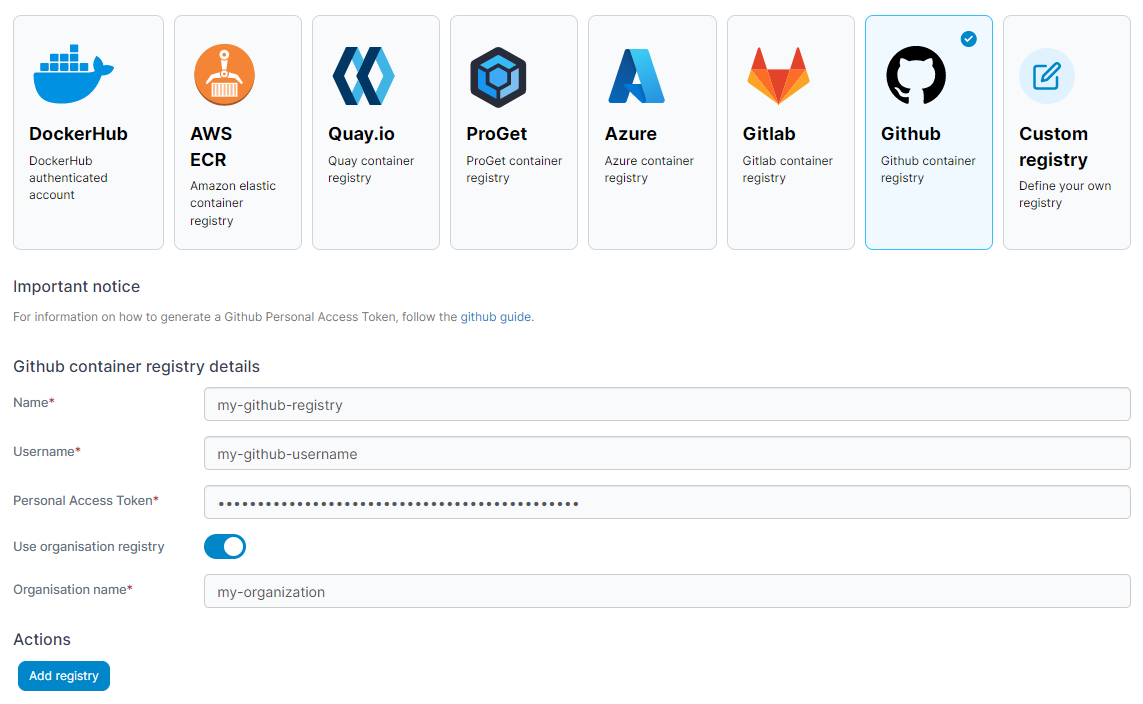 DockerHub
DockerHub
authenticated
account
AWS
ECR
Amazon elastic
container
registry
Quay.io
Quay container
registry
ProGet
ProGet container
registry
Azure
Azure container
registry
Gitlab
Gitlab container
registry
Github
Github container
registry
Custom
registry
Define your own
registry
Important notice
For information on how to generate a Github Personal Access Token, follow the github guide.
Github container registry details
Name*
my-github-registry
Username*
my-github-username
Personal Access Token*
Use organisation registry
Organisation name*
my-organization
Actions
Add registry